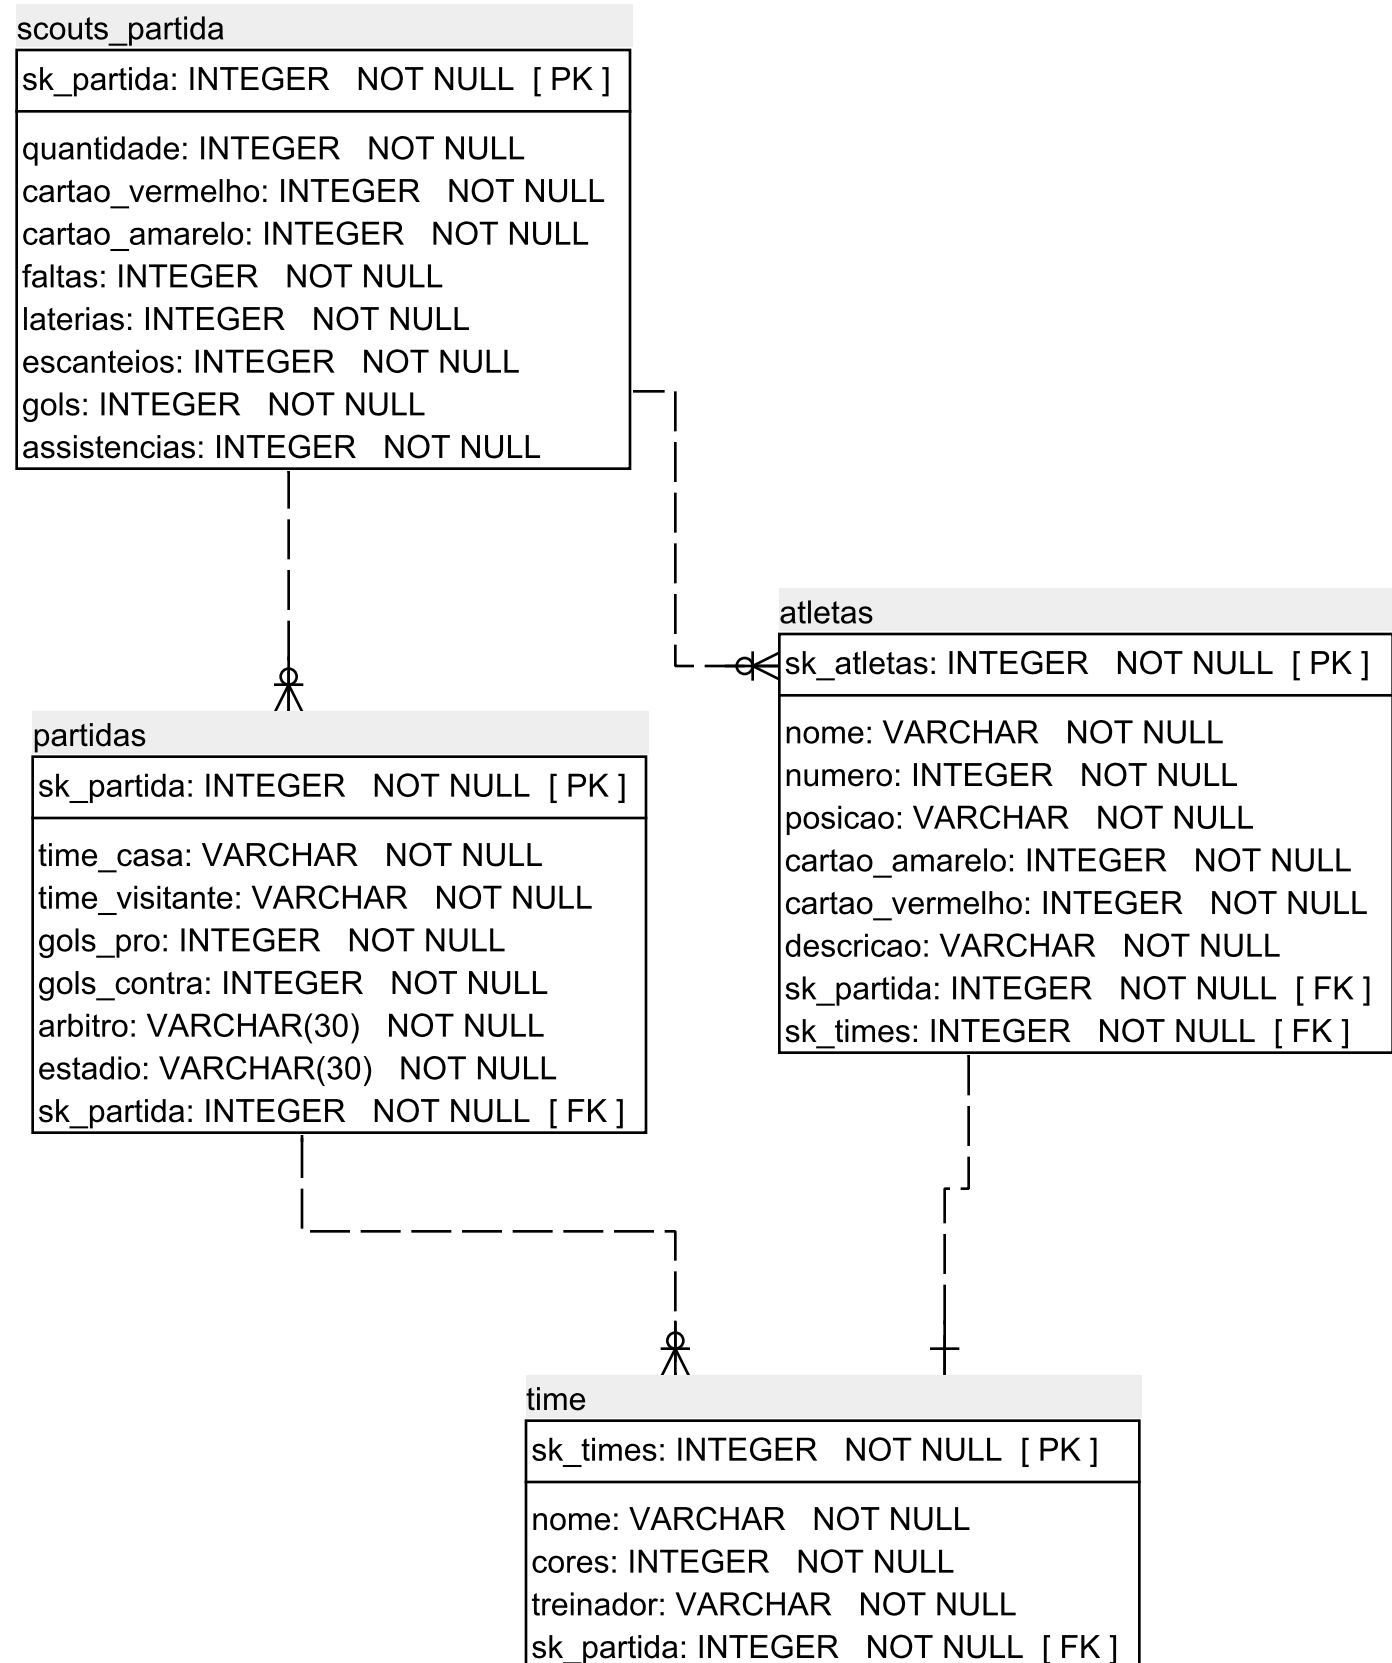 scouts_partida
sk_partida: INTEGER NOT NULL [ PK ]
quantidade: INTEGER NOT NULL
cartao_vermelho: INTEGER NOT NULL
cartao_amarelo: INTEGER NOT NULL
faltas: INTEGER NOT NULL
laterias: INTEGER NOT NULL
escanteios: INTEGER NOT NULL
gols: INTEGER NOT NULL
assistencias: INTEGER NOT NULL
atletas
sk_atletas: INTEGER NOT NULL [ PK ]
nome: VARCHAR NOT NULL
numero: INTEGER NOT NULL
posicao: VARCHAR NOT NULL
cartao_amarelo: INTEGER NOT NULL
cartao_vermelho: INTEGER NOT NULL
descricao: VARCHAR NOT NULL
sk_partida: INTEGER NOT NULL [ FK ]
sk_times: INTEGER NOT NULL [ FK ]
partidas
sk_partida: INTEGER NOT NULL [ PK ]
time_casa: VARCHAR NOT NULL
time_visitante: VARCHAR NOT NULL
gols_pro: INTEGER NOT NULL
gols_contra: INTEGER NOT NULL
arbitro: VARCHAR(30) NOT NULL
estadio: VARCHAR(30) NOT NULL
sk_partida: INTEGER NOT NULL [ FK ]
time
sk_times: INTEGER NOT NULL [ PK ]
nome: VARCHAR NOT NULL
cores: INTEGER NOT NULL
treinador: VARCHAR NOT NULL
sk_partida: INTEGER NOT NULL [ FK ]